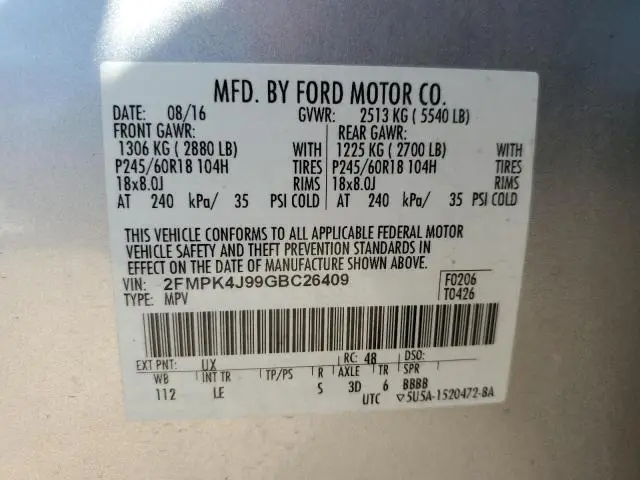 MFD. BY FORD MOTOR CO.
DATE: 08/16 GVWR: 2513 KG ( 5540 LB)
FRONT GAWR: REAR GAWR:
1306 KG ( 2880 LB) WITH 1225 KG ( 2700 LB) WITH
P245/60R18 104H TIRES P245/60R18 104H TIRES
18x8.0J RIMS 18x8.0J RIMS
AT 240 kPa/ 35 PSI COLD AT 240 kPa/ 35 PSI COLD
THIS VEHICLE CONFORMS TO ALL APPLICABLE FEDERAL MOTOR
VEHICLE SAFETY AND THEFT PREVENTION STANDARDS IN
EFFECT ON THE DATE OF MANUFACTURE SHOWN ABOVE.
VIN: 2FMPK4J99GBC26409 F0206
TYPE: MPV T0426
EXT PNT: UX RC: 48 DSO:
WB INT TR TP/PS R AXLE TR SPR
112 LE S 3D 6 BBBB
UTC ▽5U5A-1520472-BA